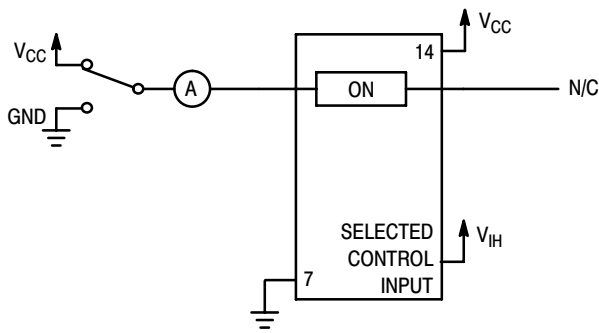 VCC
GND
A
14
VCC
ON
N/C
SELECTED
CONTROL
INPUT
VIH
7